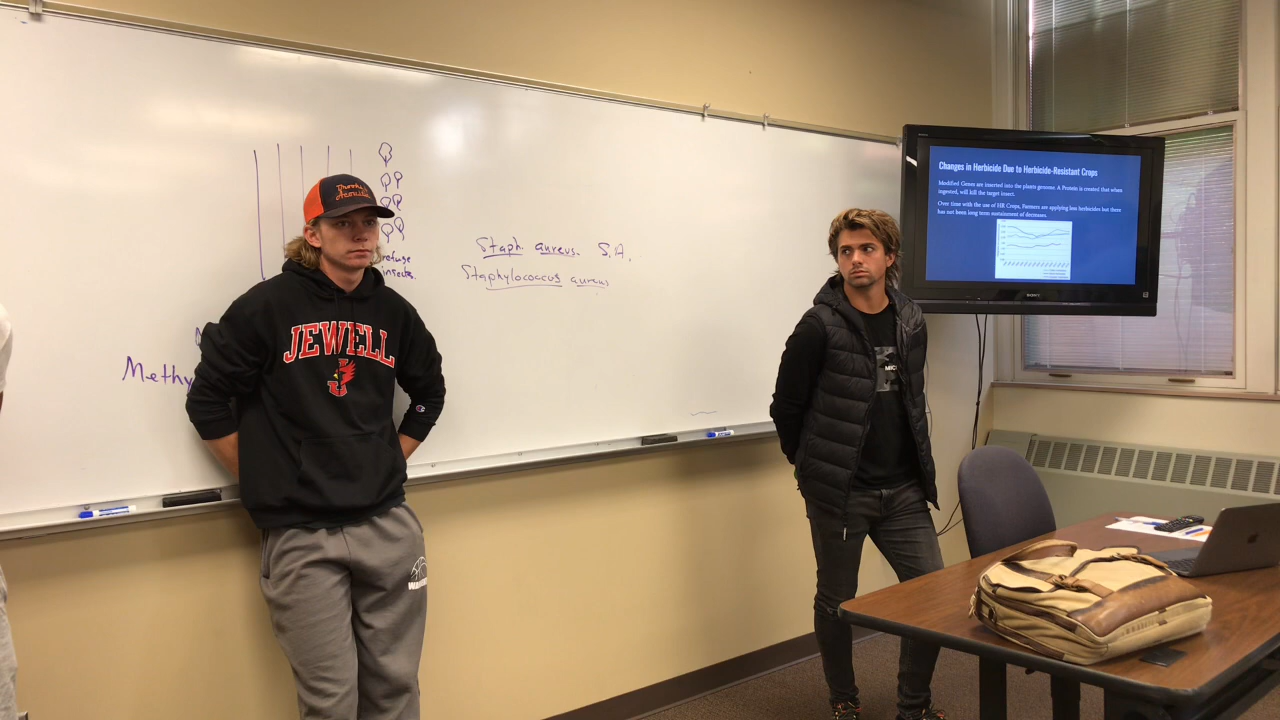 refuge
insects.
Staph. aureus. S.A.
Staphylococcus aureus
Methy
JEWELL
J
MVC
SONY
Changes in Herbicide Due to Herbicide-Resistant Crops
Modified Genes are inserted into the plants genome. A Protein is created that when
ingested, will kill the target insect.
Over time with the use of HR Crops, Farmers are applying less herbicides but there
has not been long term sustainment of decreases.